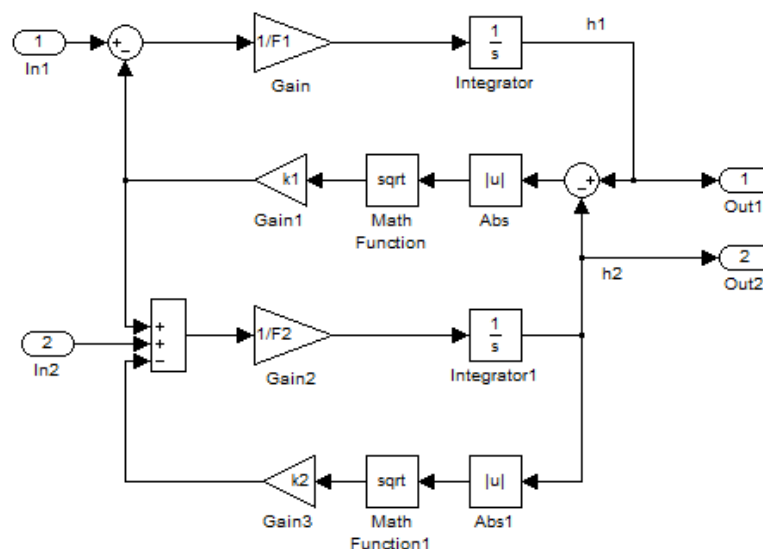 h1
1
In1
+
−
1/F1
Gain
1
s
Integrator
k1
Gain1
sqrt
Math
Function
|u|
Abs
−
+
1
Out1
2
Out2
h2
2
In2
+
+
−
1/F2
Gain2
1
s
Integrator1
k2
Gain3
sqrt
Math
Function1
|u|
Abs1